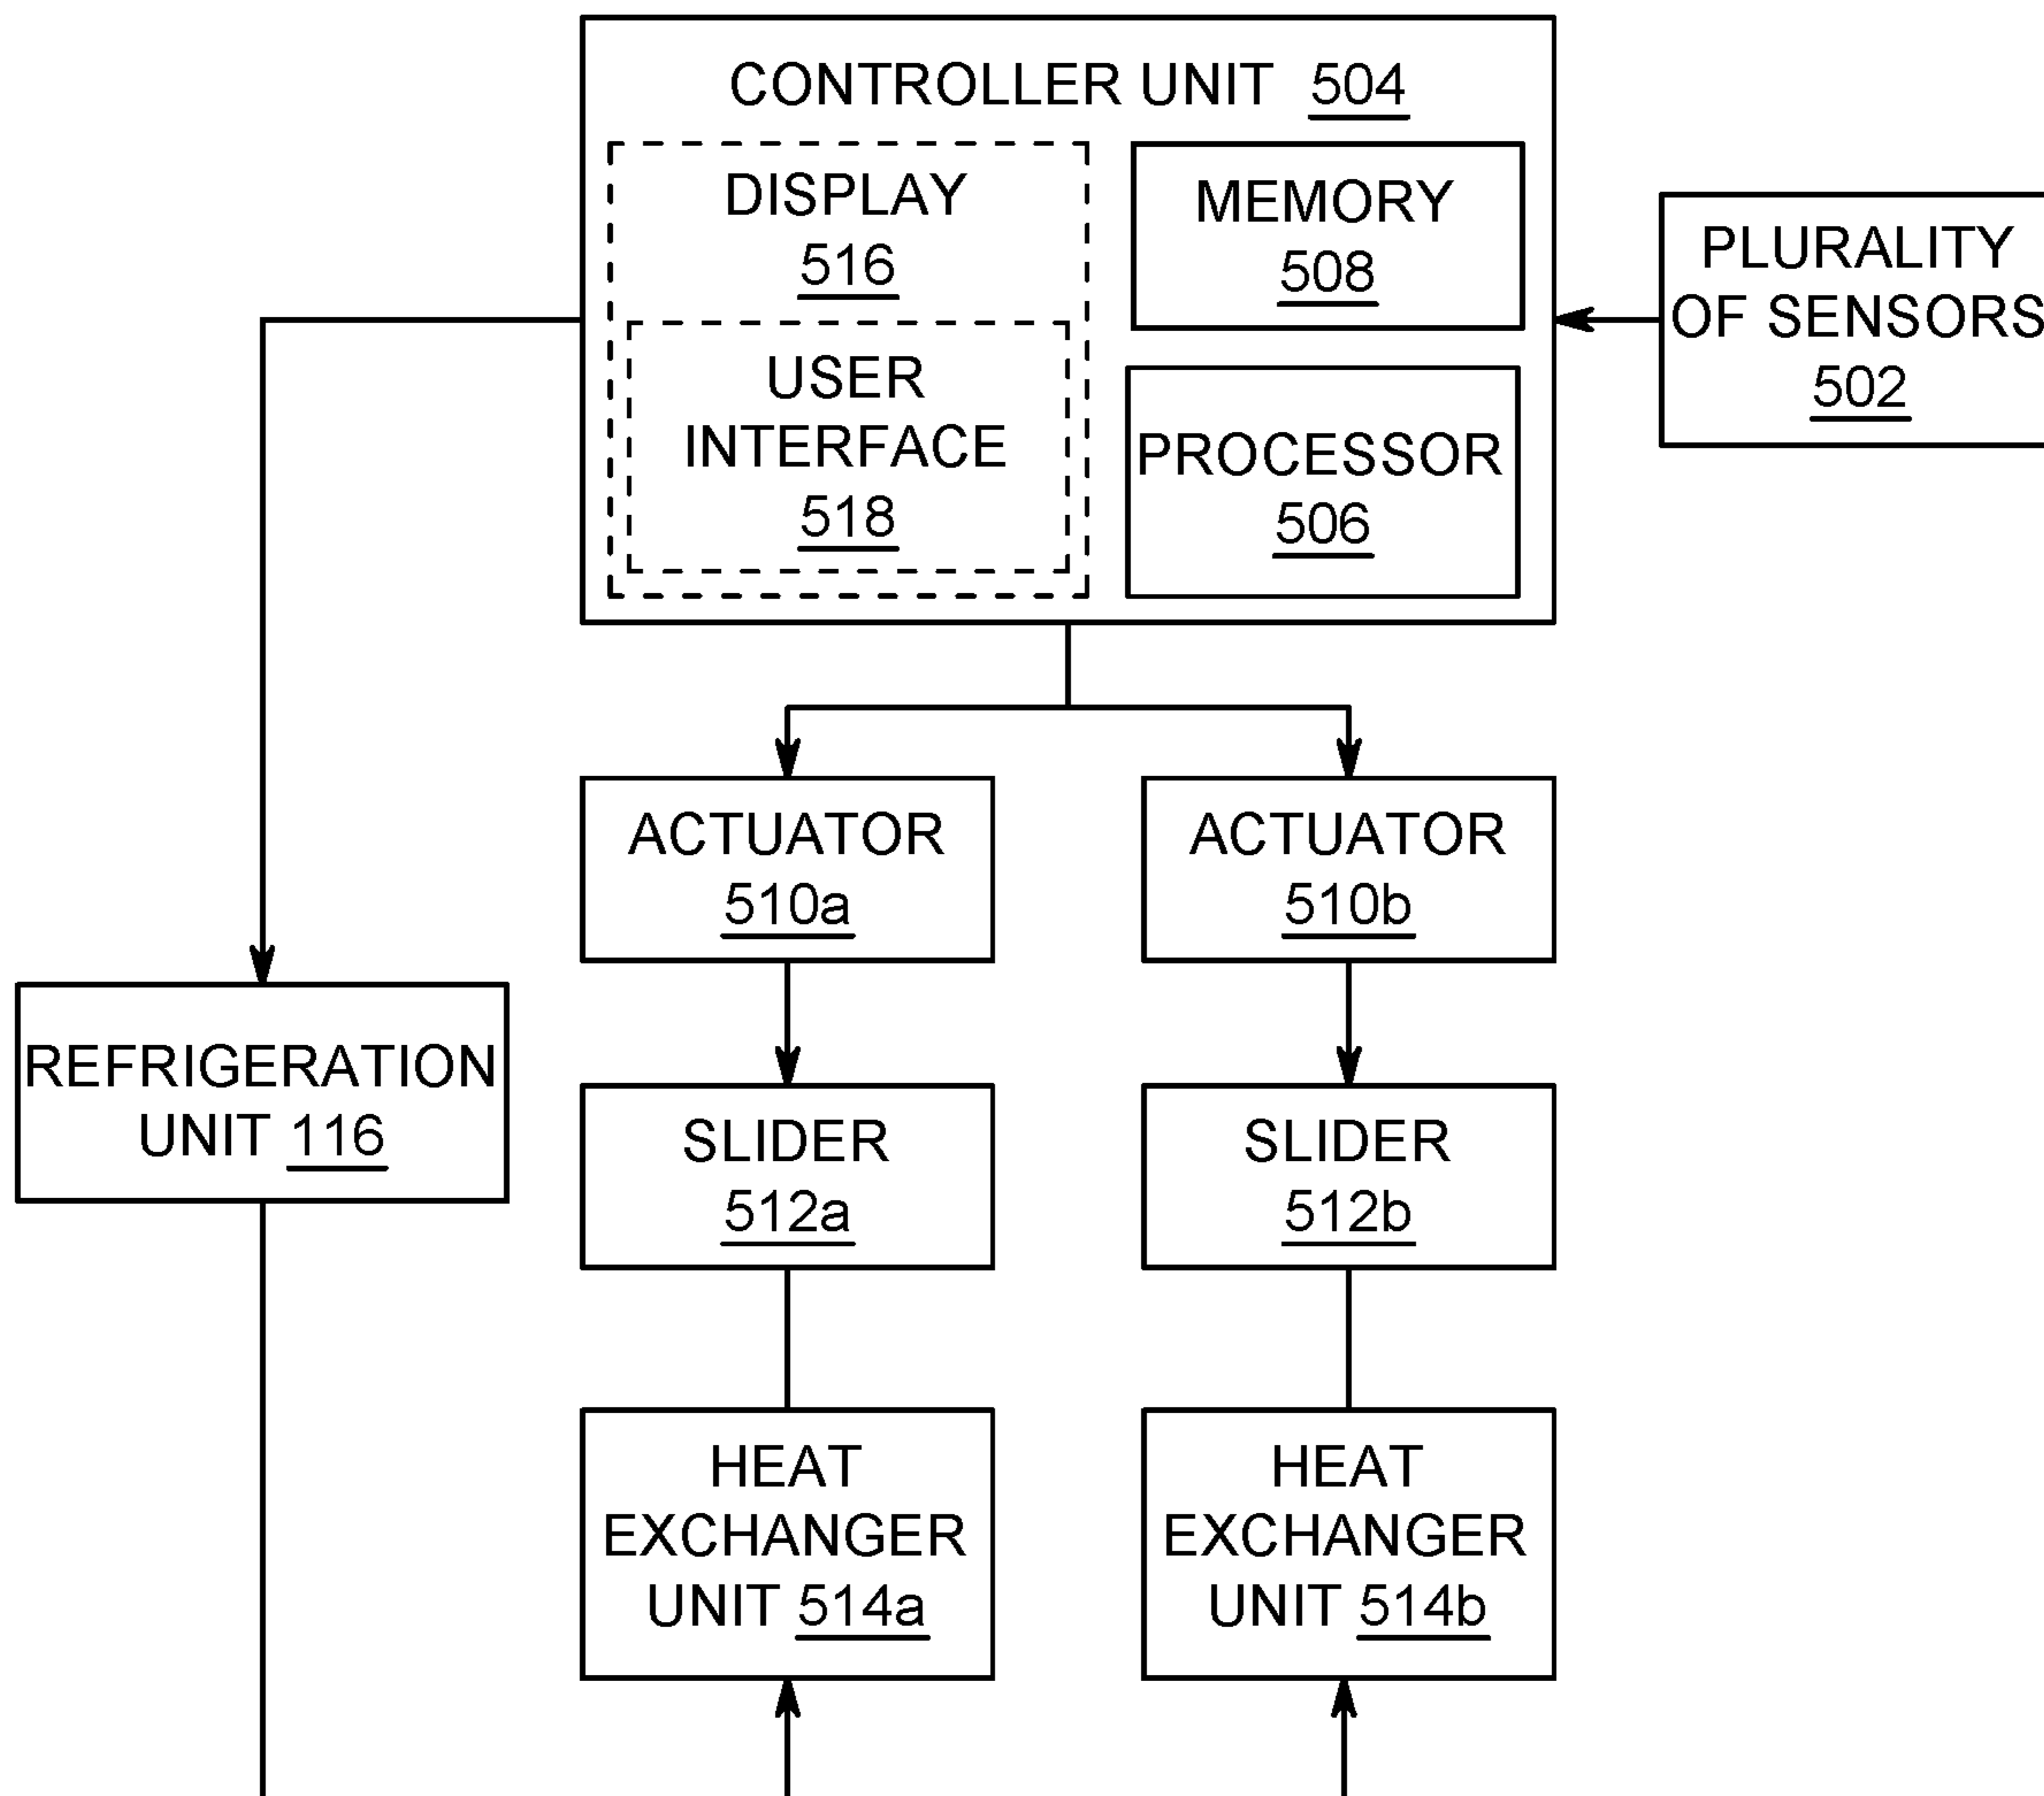 CONTROLLER UNIT 504
DISPLAY
516
USER
INTERFACE
518
MEMORY
508
PROCESSOR
506
PLURALITY
OF SENSORS
502
ACTUATOR
510a
ACTUATOR
510b
REFRIGERATION
UNIT 116
SLIDER
512a
SLIDER
512b
HEAT
EXCHANGER
UNIT 514a
HEAT
EXCHANGER
UNIT 514b